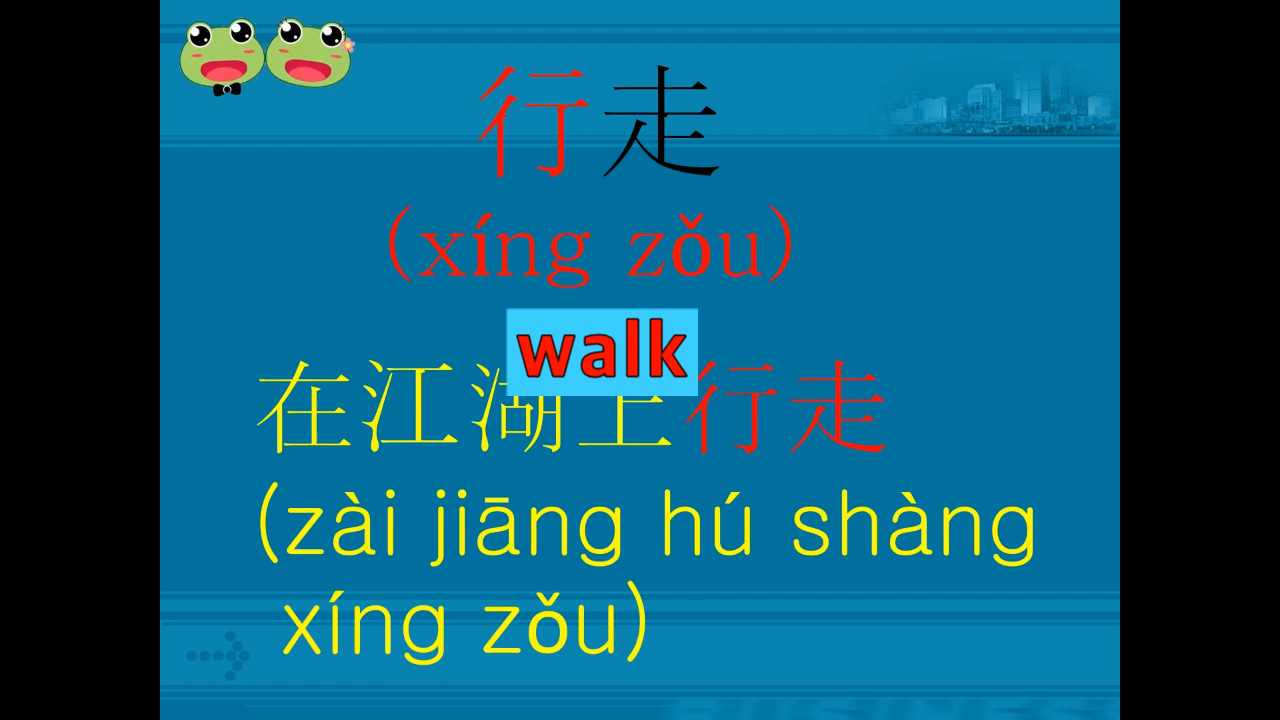 行走
(xíng zǒu)
walk
在江湖上行走
(zài jiāng hú shàng
xíng zǒu)